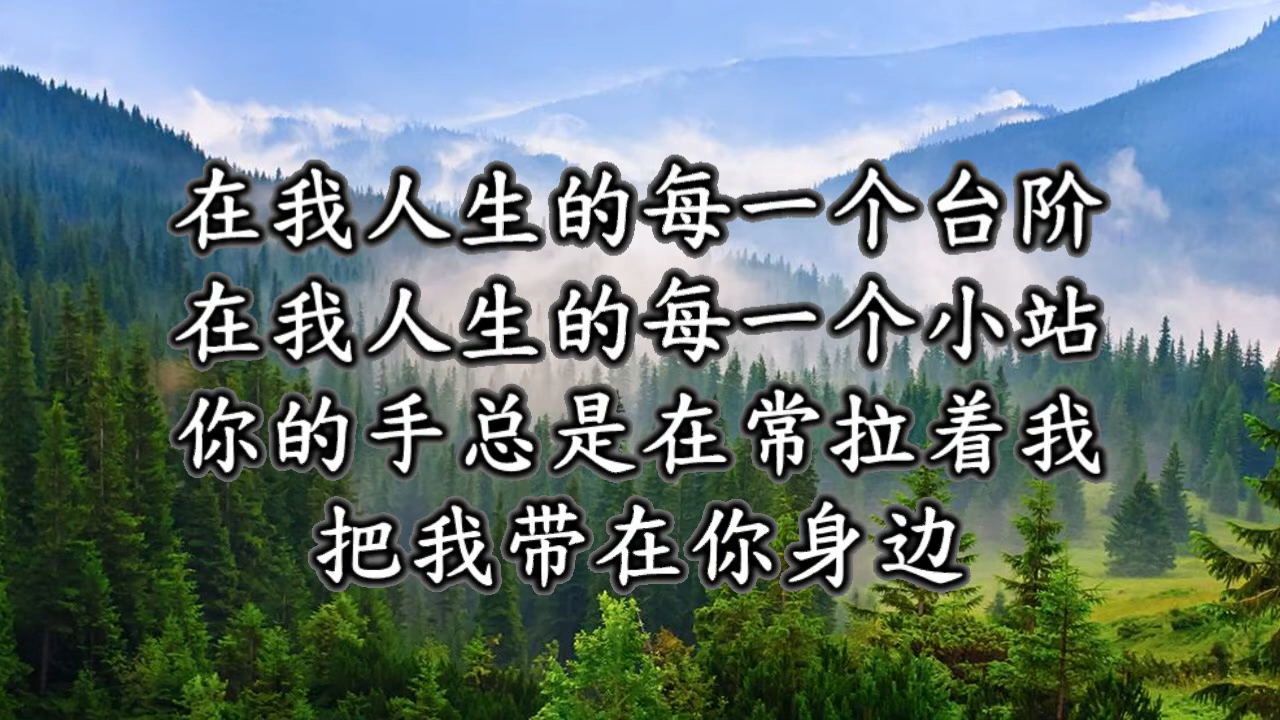 在我人生的每一个台阶
在我人生的每一个小站
你的手总是在常拉着我
把我带在你身边